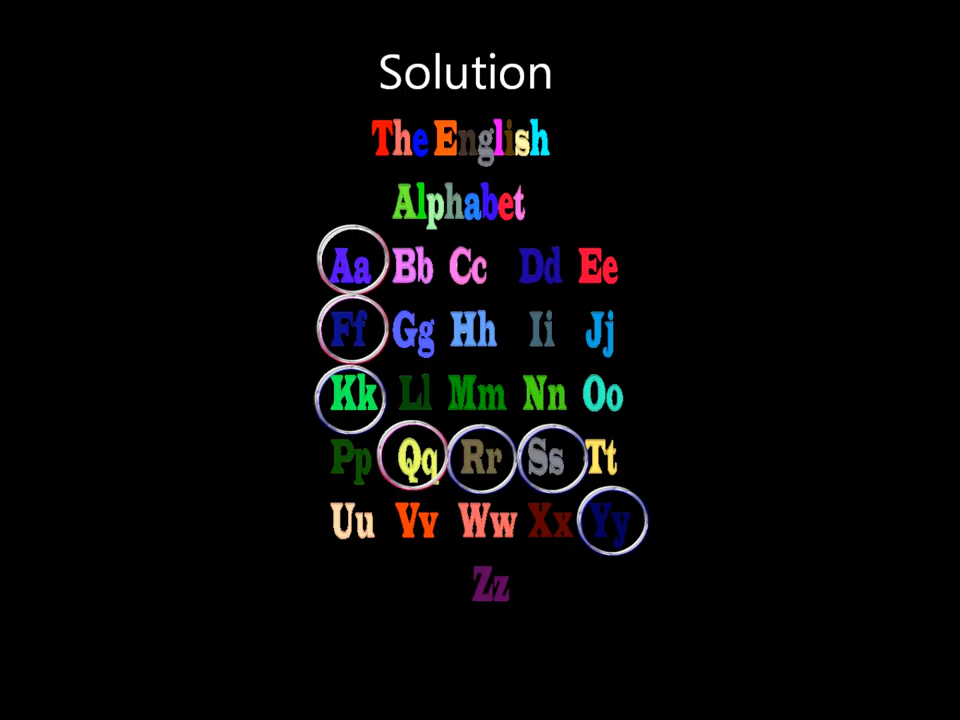 Solution
The English
Alphabet
Aa Bb Cc Dd Ee
Ff Gg Hh Ii Jj
Kk Ll Mm Nn Oo
Pp Qq Rr Ss Tt
Uu Vv Ww Xx Yy
Zz